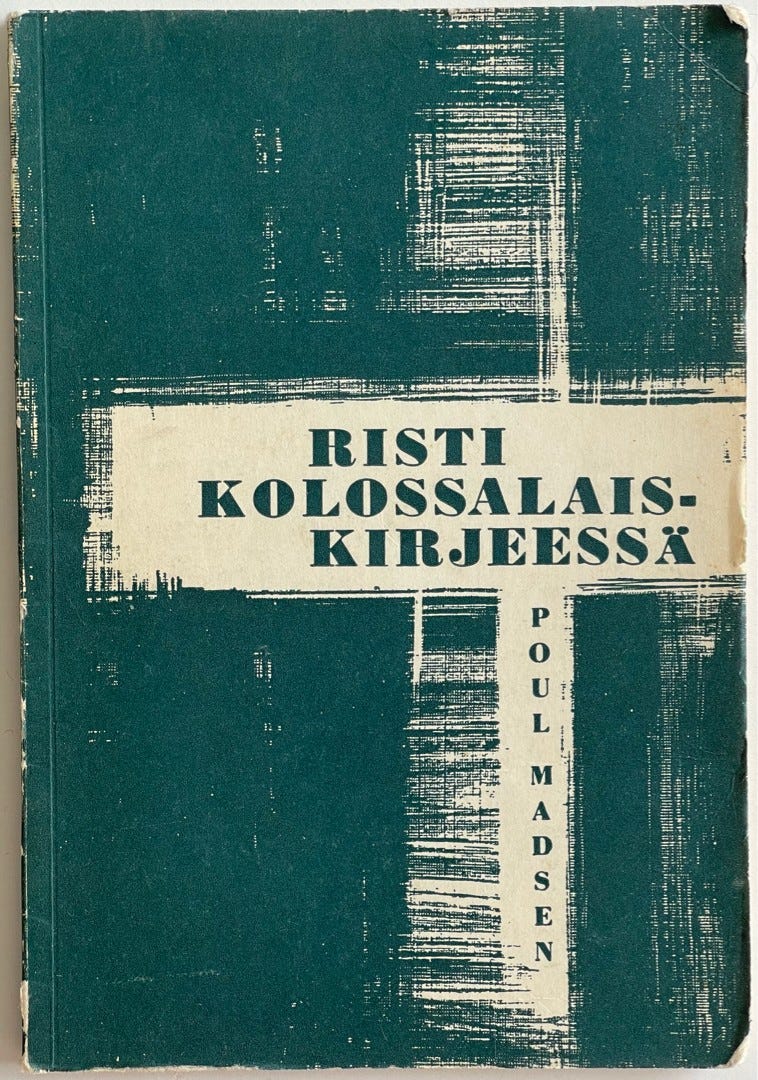 RISTI
KOLOSSALAIS-
KIRJEESSÄ
POUL MADSEN